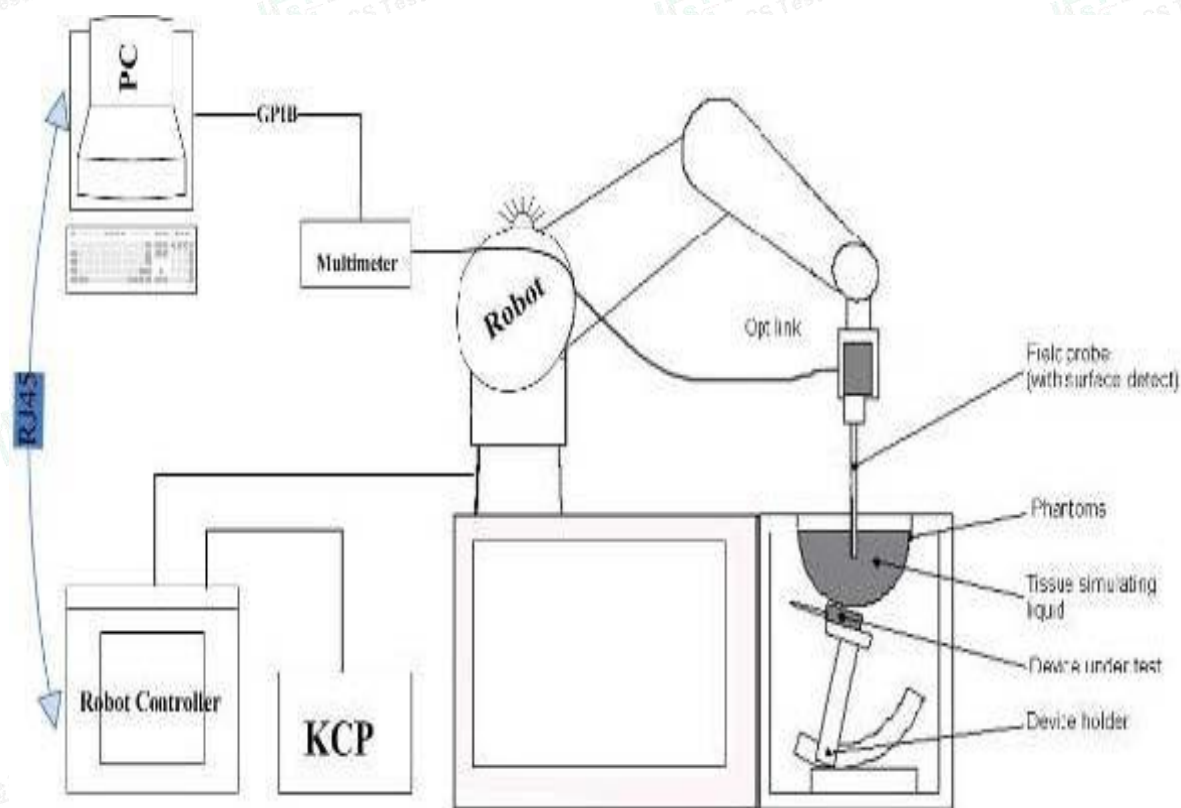 PC
GPIB
Multimeter
Robot
Opt link
Field probe
(with surface detect)
RJ45
Phantoms
Tissue simulating
liquid
Device under test
Robot Controller
KCP
Device holder